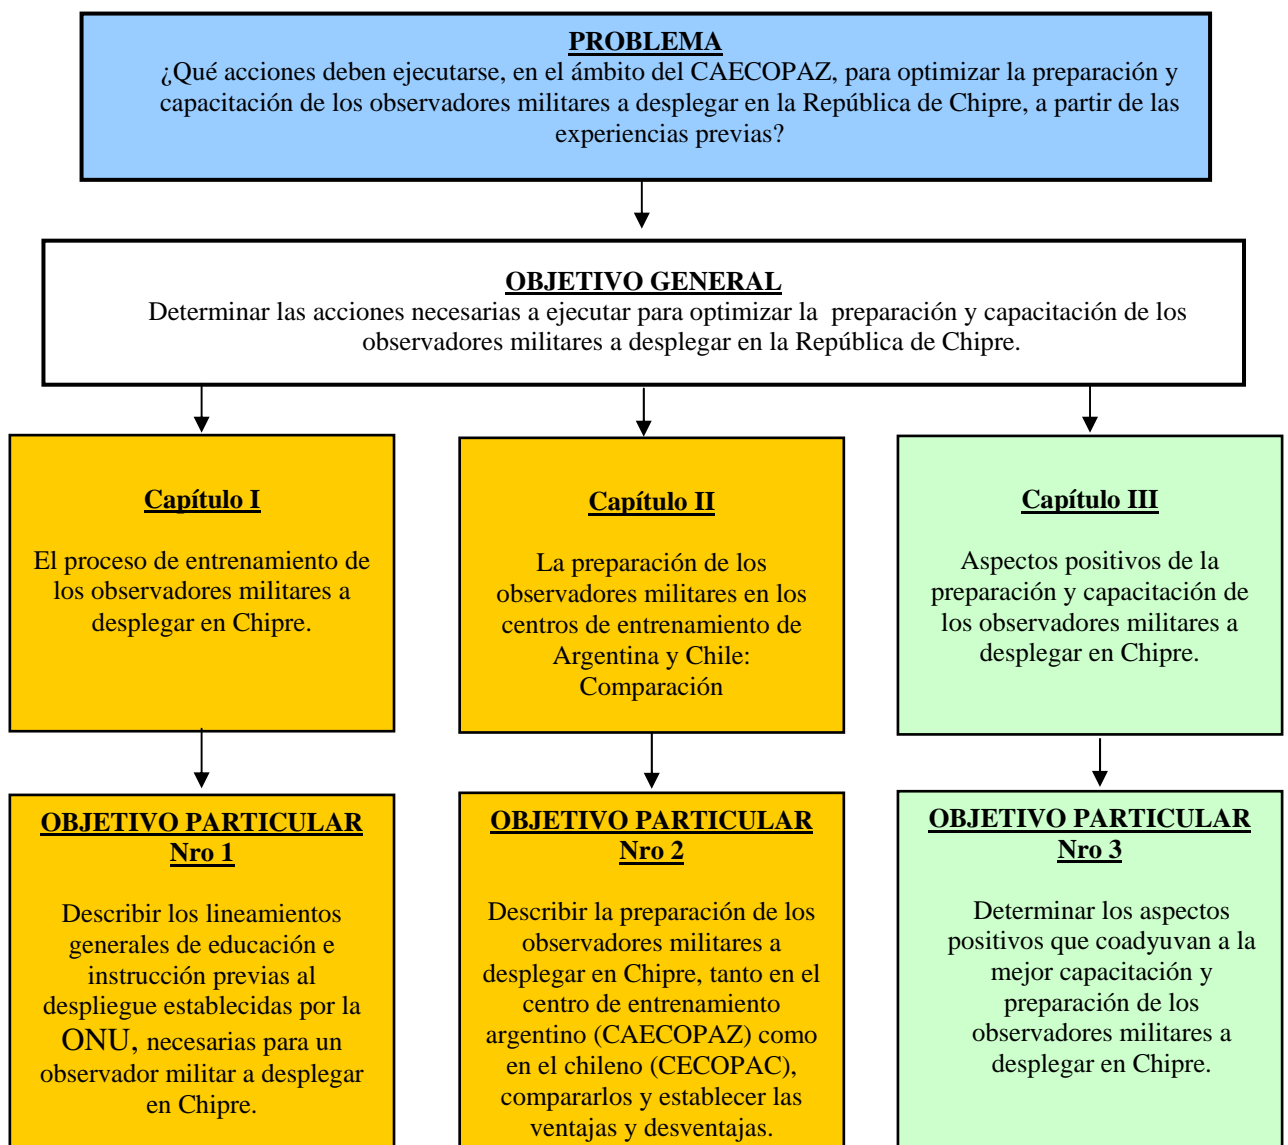 PROBLEMA
¿Qué acciones deben ejecutarse, en el ámbito del CAECOPAZ, para optimizar la preparación y
capacitación de los observadores militares a desplegar en la República de Chipre, a partir de las
experiencias previas?
OBJETIVO GENERAL
Determinar las acciones necesarias a ejecutar para optimizar la preparación y capacitación de los
observadores militares a desplegar en la República de Chipre.
Capítulo I
El proceso de entrenamiento de
los observadores militares a
desplegar en Chipre.
Capítulo II
La preparación de los
observadores militares en los
centros de entrenamiento de
Argentina y Chile:
Comparación
Capítulo III
Aspectos positivos de la
preparación y capacitación de
los observadores militares a
desplegar en Chipre.
OBJETIVO PARTICULAR
Nro 1
Describir los lineamientos
generales de educación e
instrucción previas al
despliegue establecidas por la
ONU, necesarias para un
observador militar a desplegar
en Chipre.
OBJETIVO PARTICULAR
Nro 2
Describir la preparación de los
observadores militares a
desplegar en Chipre, tanto en el
centro de entrenamiento
argentino (CAECOPAZ) como
en el chileno (CECOPAC),
compararlos y establecer las
ventajas y desventajas.
OBJETIVO PARTICULAR
Nro 3
Determinar los aspectos
positivos que coadyuvan a la
mejor capacitación y
preparación de los
observadores militares a
desplegar en Chipre.